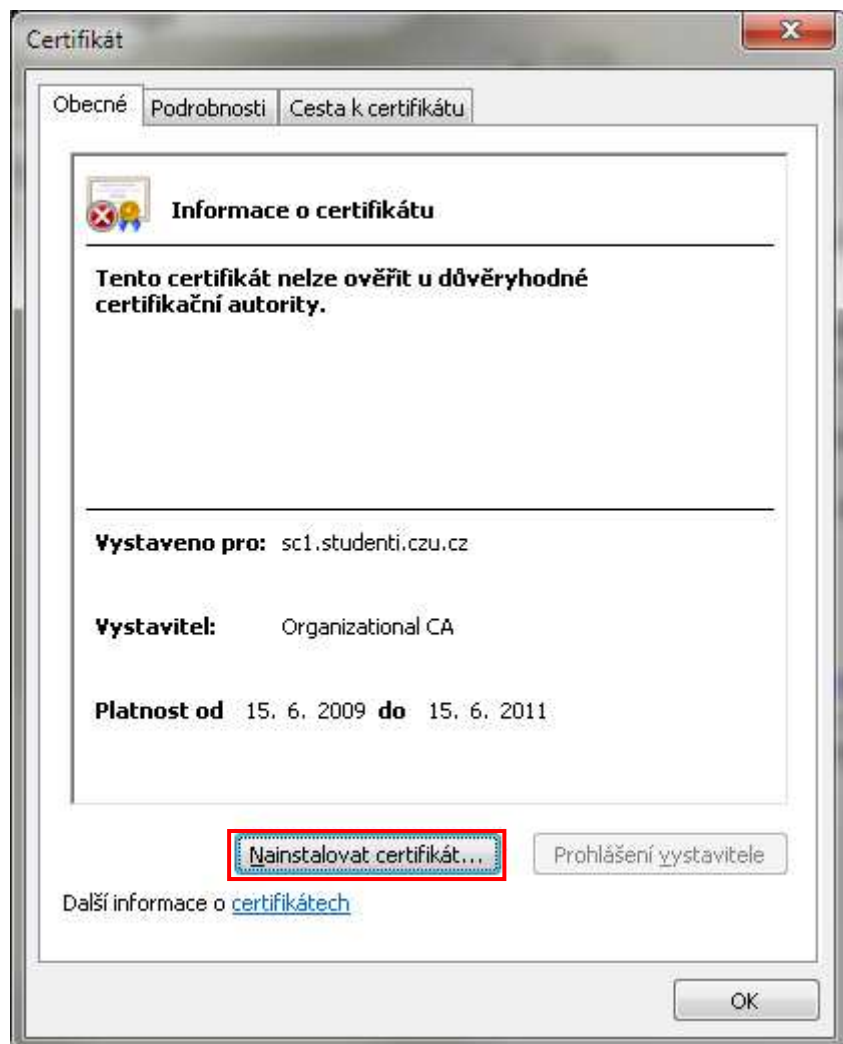 Certifikát
Obecné Podrobnosti Cesta k certifikátu
Informace o certifikátu
Tento certifikát nelze ověřit u důvěryhodné
certifikační autority.
Vystaveno pro: sc1.studenti.czu.cz
Vystavitel: Organizational CA
Platnost od 15. 6. 2009 do 15. 6. 2011
Nainstalovat certifikát... Prohlášení vystavitele
Další informace o certifikátech
OK